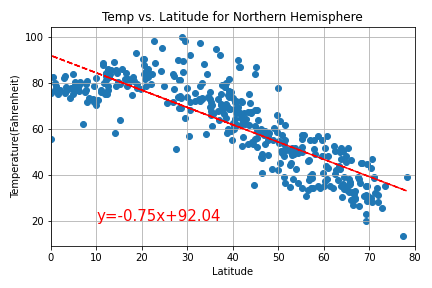 Temp vs. Latitude for Northern Hemisphere
Temperature(Fahrenheit)
100
80
60
40
20
y=-0.75x+92.04
0 10 20 30 40 50 60 70 80
Latitude